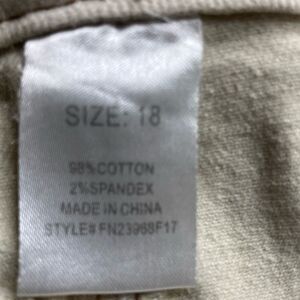 SIZE: 18
98%COTTON
2%SPANDEX
MADE IN CHINA
STYLE# FN23968F17